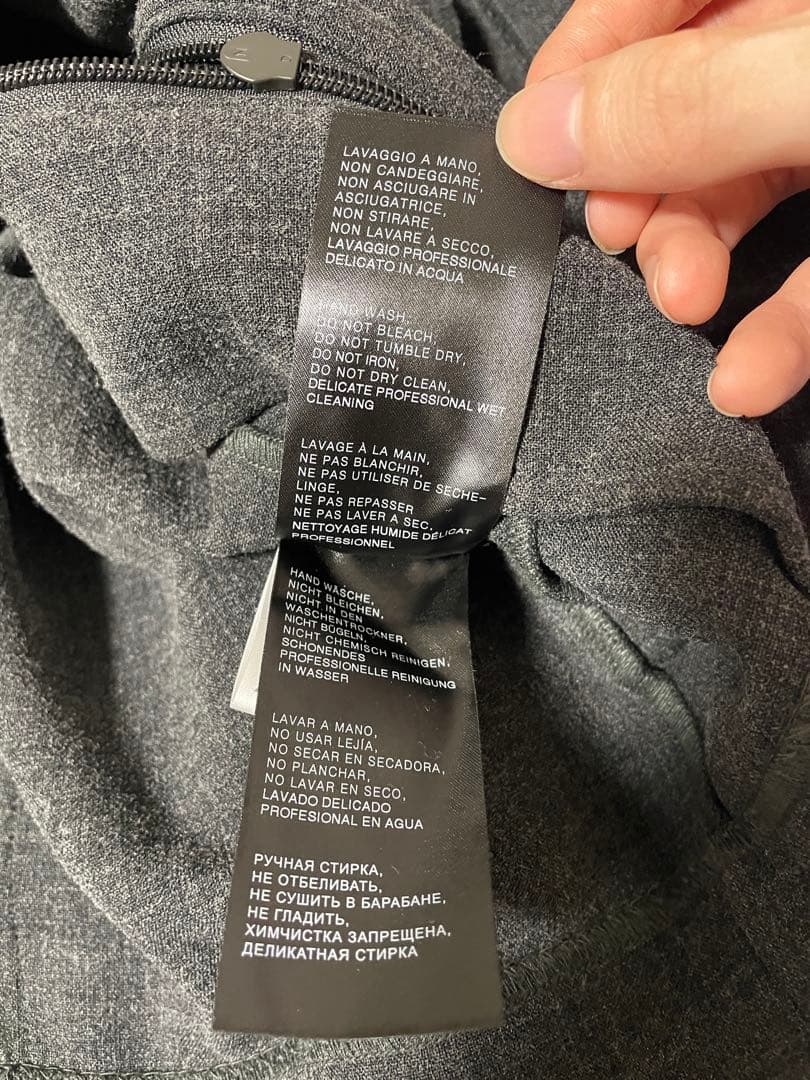 LAVAGGIO A MANO,
NON CANDEGGIARE,
NON ASCIUGARE IN
ASCIUGATRICE,
NON STIRARE,
NON LAVARE A SECCO,
LAVAGGIO PROFESSIONALE
DELICATO IN ACQUA
HAND WASH,
DO NOT BLEACH,
DO NOT TUMBLE DRY,
DO NOT IRON,
DO NOT DRY CLEAN,
DELICATE PROFESSIONAL WET
CLEANING
LAVAGE À LA MAIN,
NE PAS BLANCHIR,
NE PAS UTILISER DE SECHE-
LINGE,
NE PAS REPASSER
NE PAS LAVER A SEC,
NETTOYAGE HUMIDE DÉLICAT
PROFESSIONNEL
HAND WÄSCHE,
NICHT BLEICHEN,
NICHT IN DEN
WASCHENTROCKNER,
NICHT BÜGELN,
NICHT CHEMISCH REINIGEN,
SCHONENDES
PROFESSIONELLE REINIGUNG
IN WASSER
LAVAR A MANO,
NO USAR LEJÍA,
NO SECAR EN SECADORA,
NO PLANCHAR,
NO LAVAR EN SECO,
LAVADO DELICADO
PROFESIONAL EN AGUA
РУЧНАЯ СТИРКА,
НЕ ОТБЕЛИВАТЬ,
НЕ СУШИТЬ В БАРАБАНЕ,
НЕ ГЛАДИТЬ,
ХИМЧИСТКА ЗАПРЕЩЕНА,
ДЕЛИКАТНАЯ СТИРКА